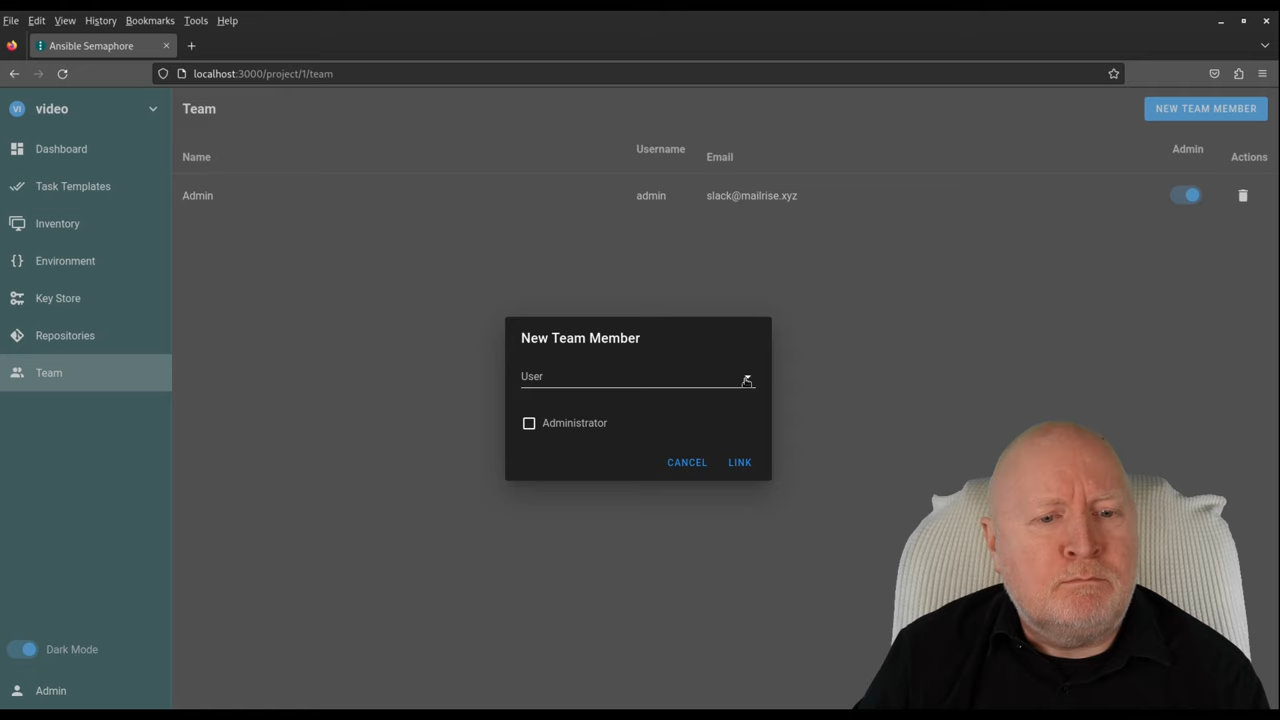 File Edit View History Bookmarks Tools Help
Ansible Semaphore
localhost:3000/project/1/team
VI video
Team
NEW TEAM MEMBER
Name Username Email Admin Actions
Admin admin slack@mailrise.xyz
Dashboard
Task Templates
Inventory
Environment
Key Store
Repositories
Team
New Team Member
User
Administrator
CANCEL LINK
Dark Mode
Admin